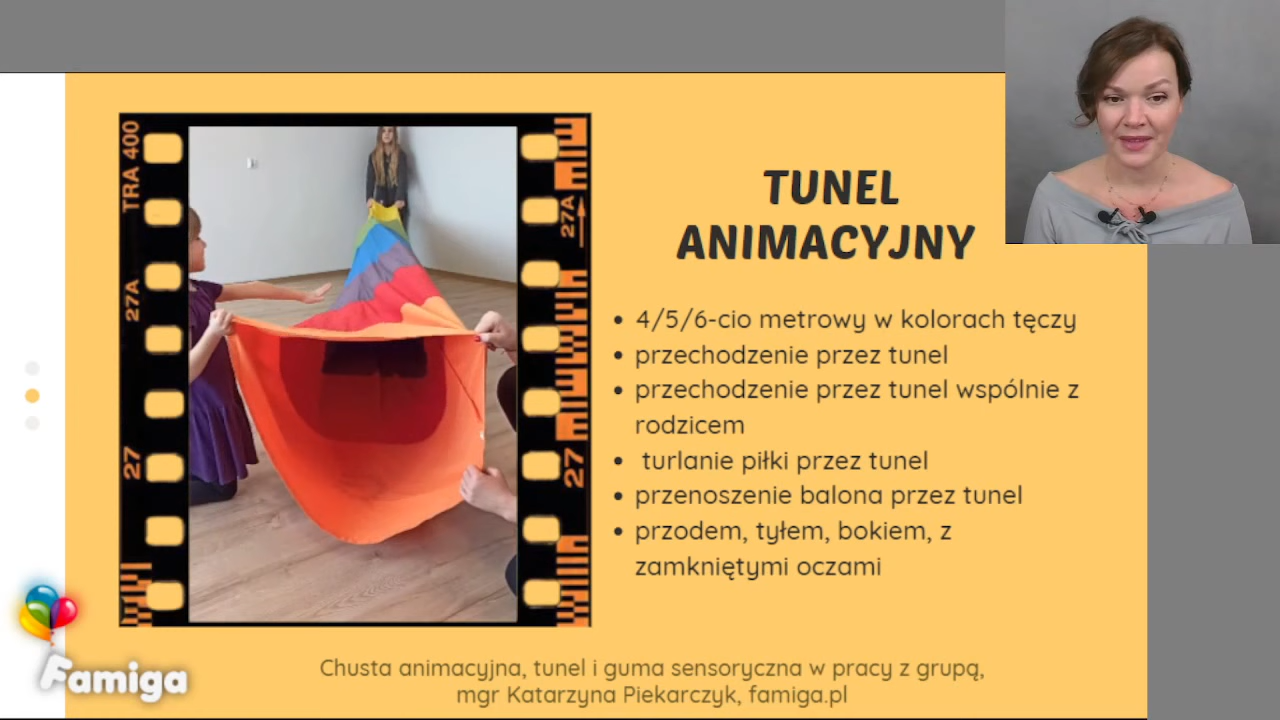 TRA 400
27A
27
27A
27
TUNEL
ANIMACYJNY
• 4/5/6-cio metrowy w kolorach tęczy
• przechodzenie przez tunel
• przechodzenie przez tunel wspólnie z
rodzicem
• turlanie piłki przez tunel
• przenoszenie balona przez tunel
• przodem, tyłem, bokiem, z
zamkniętymi oczami
Famiga
Chusta animacyjna, tunel i guma sensoryczna w pracy z grupą,
mgr Katarzyna Piekarczyk, famiga.pl